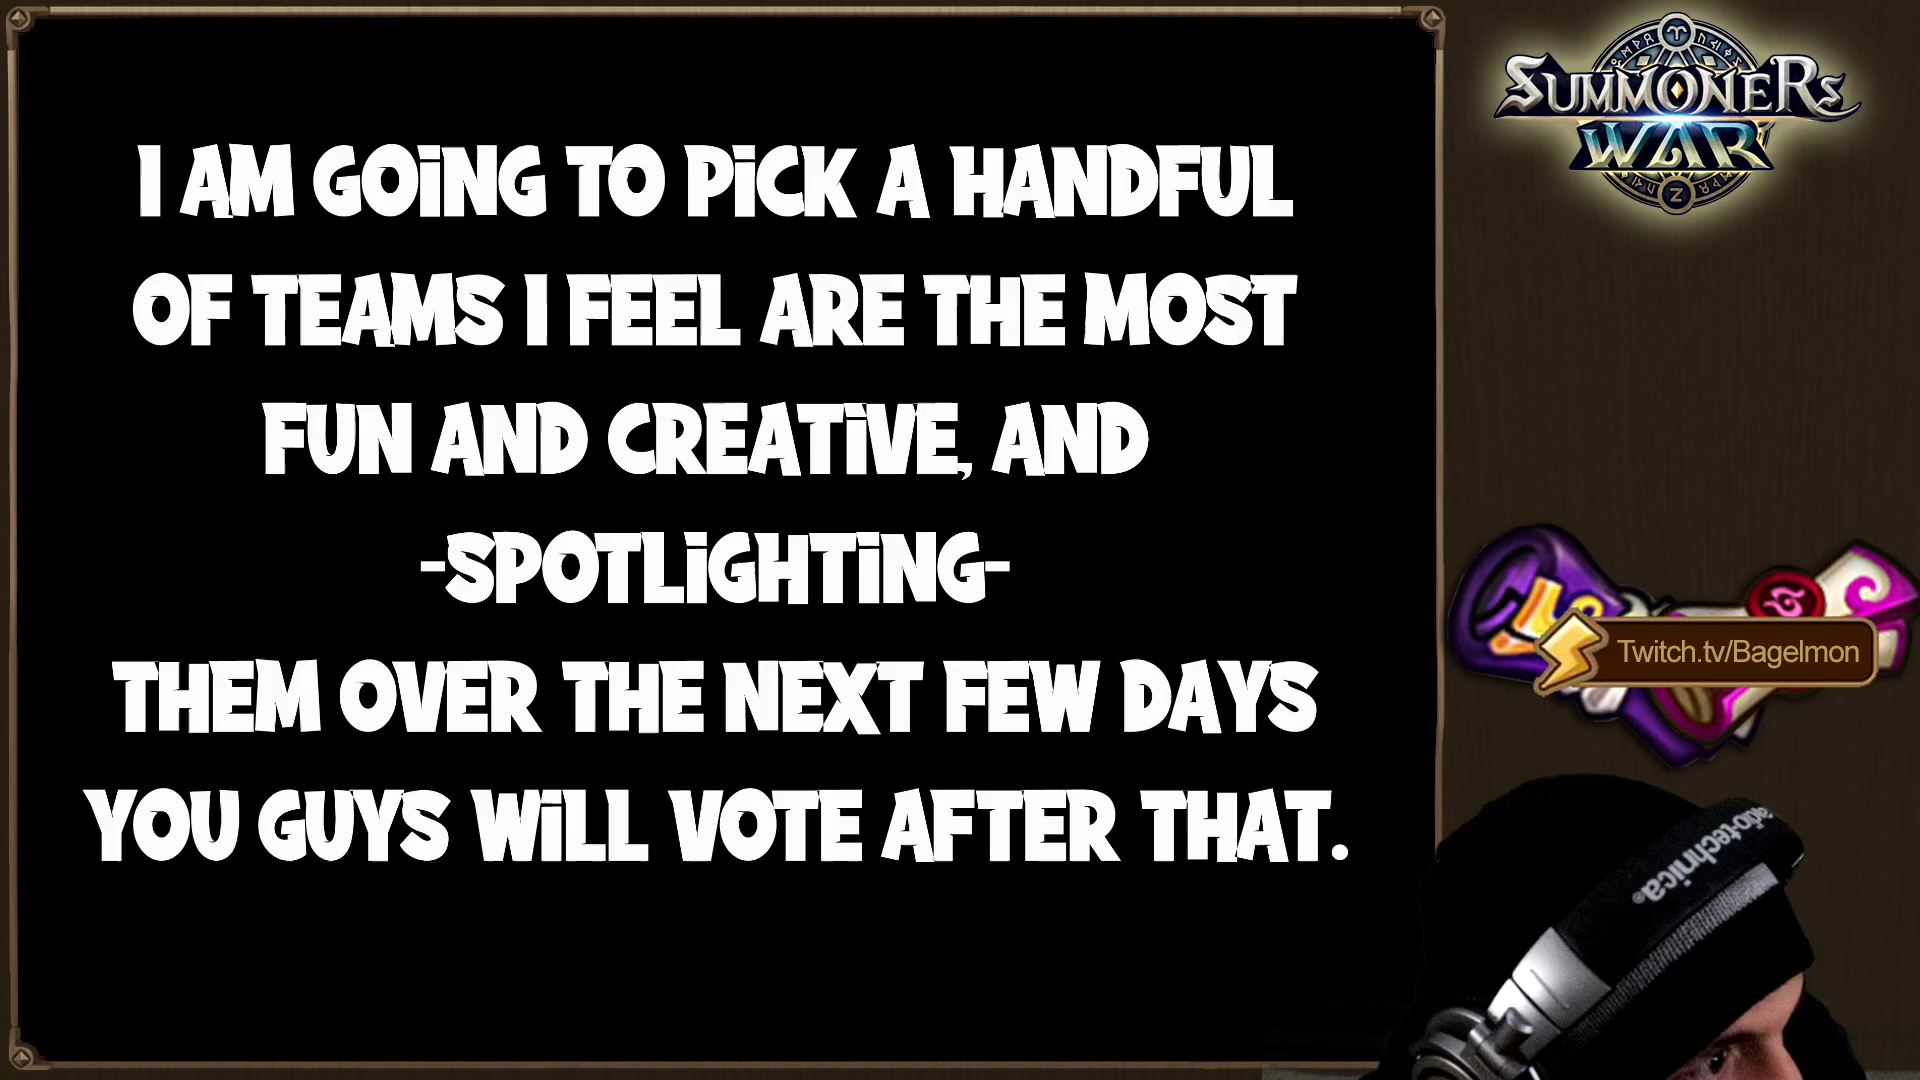 I AM GOiNG TO PiCK A HANDFUL
OF TEAMS I FEEL ARE THE MOST
FUN AND CREATiVE, AND
-SPOTLiGHTiNG-
THEM OVER THE NEXT FEW DAYS
YOU GUYS WiLL VOTE AFTER THAT.
SUMMONERS
WAR
Twitch.tv/Bagelmon